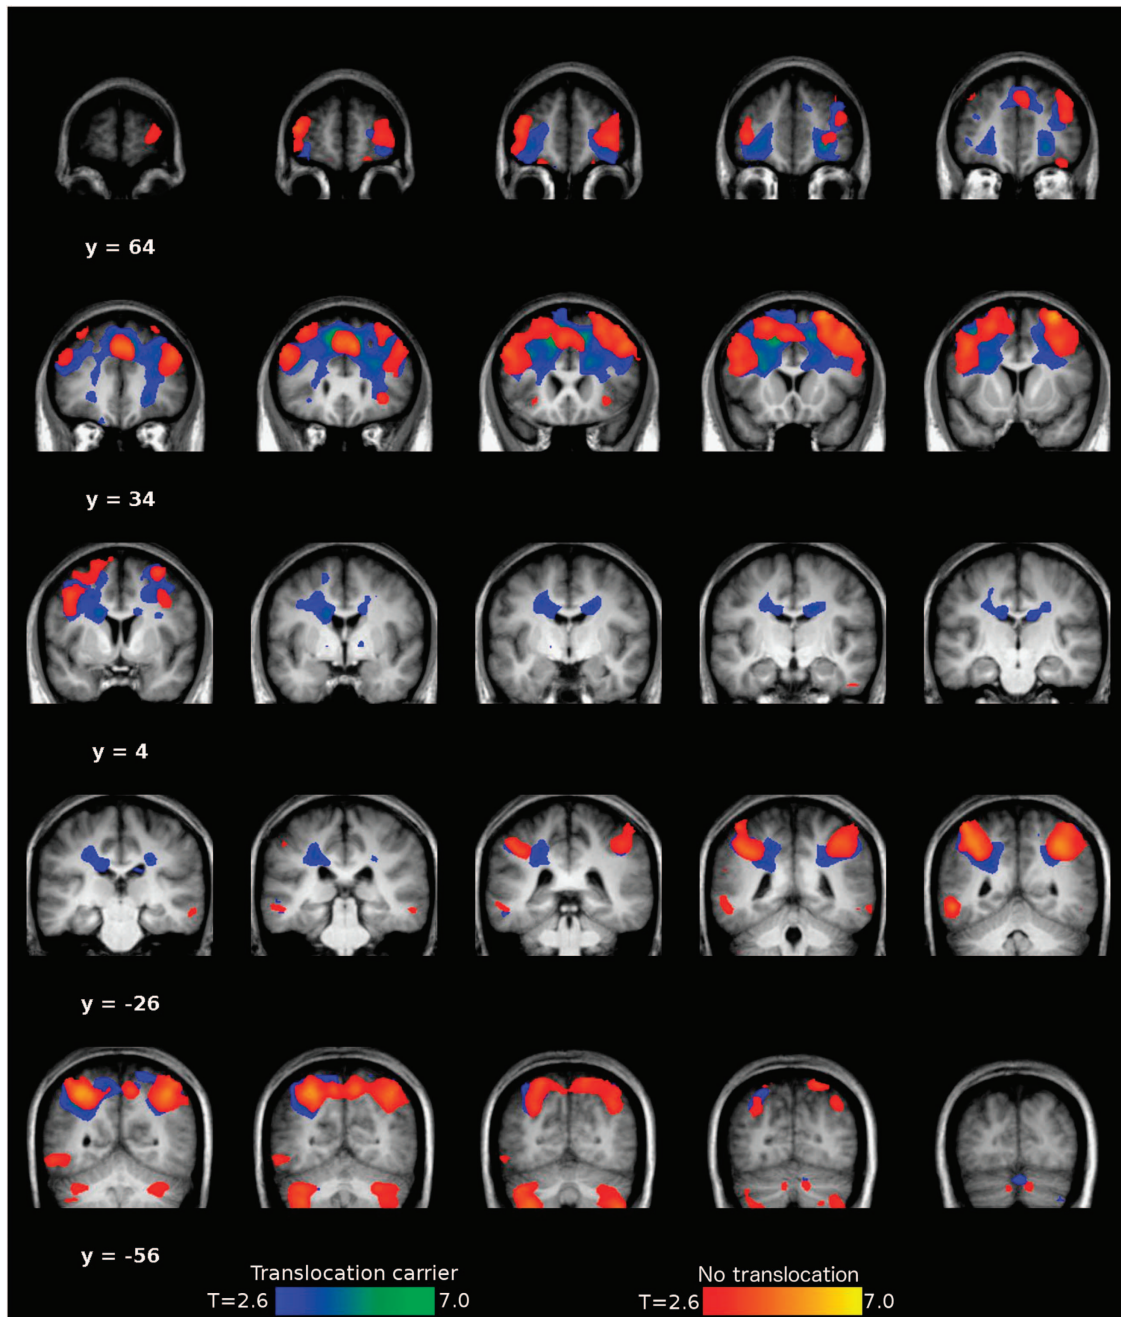 y = 64
y = 34
y = 4
y = -26
y = -56
Translocation carrier
No translocation
T=2.6 7.0
T=2.6 7.0